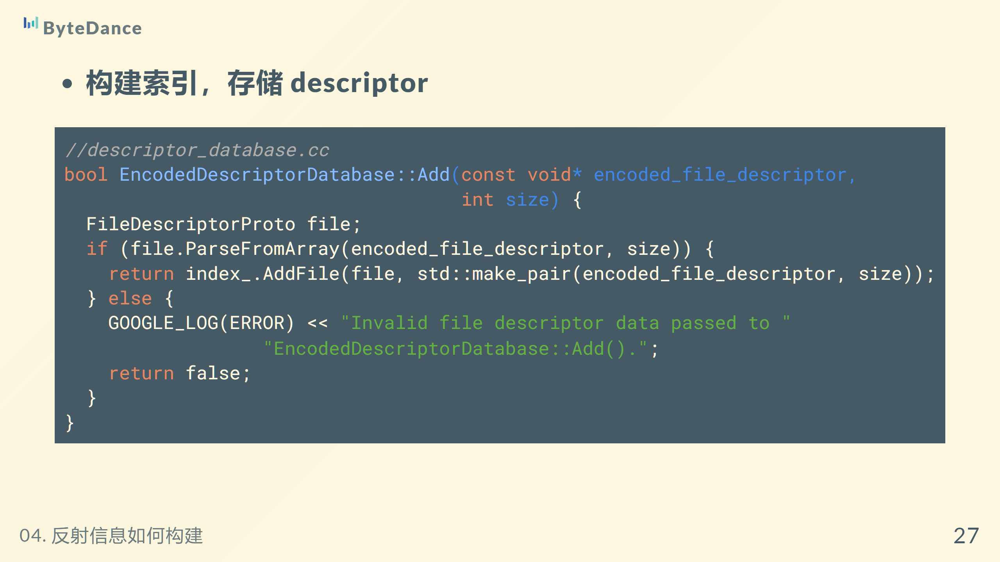 ByteDance
• 构建索引，存储 descriptor
//descriptor_database.cc
bool EncodedDescriptorDatabase::Add(const void* encoded_file_descriptor,
                                    int size) {
  FileDescriptorProto file;
  if (file.ParseFromArray(encoded_file_descriptor, size)) {
    return index_.AddFile(file, std::make_pair(encoded_file_descriptor, size));
  } else {
    GOOGLE_LOG(ERROR) << "Invalid file descriptor data passed to "
                  "EncodedDescriptorDatabase::Add().";
    return false;
  }
}
04. 反射信息如何构建
27